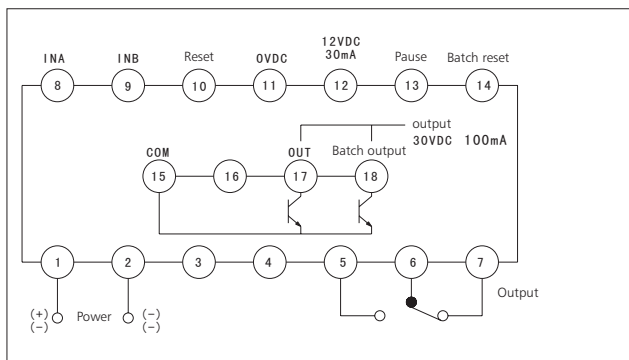 12VDC
30mA
INA INB Reset 0VDC Pause Batch reset
8 9 10 11 12 13 14
output
30VDC 100mA
COM OUT Batch output
15 16 17 18
1 2 3 4 5 6 7
Output
(+) Power (-)
(-) (-)